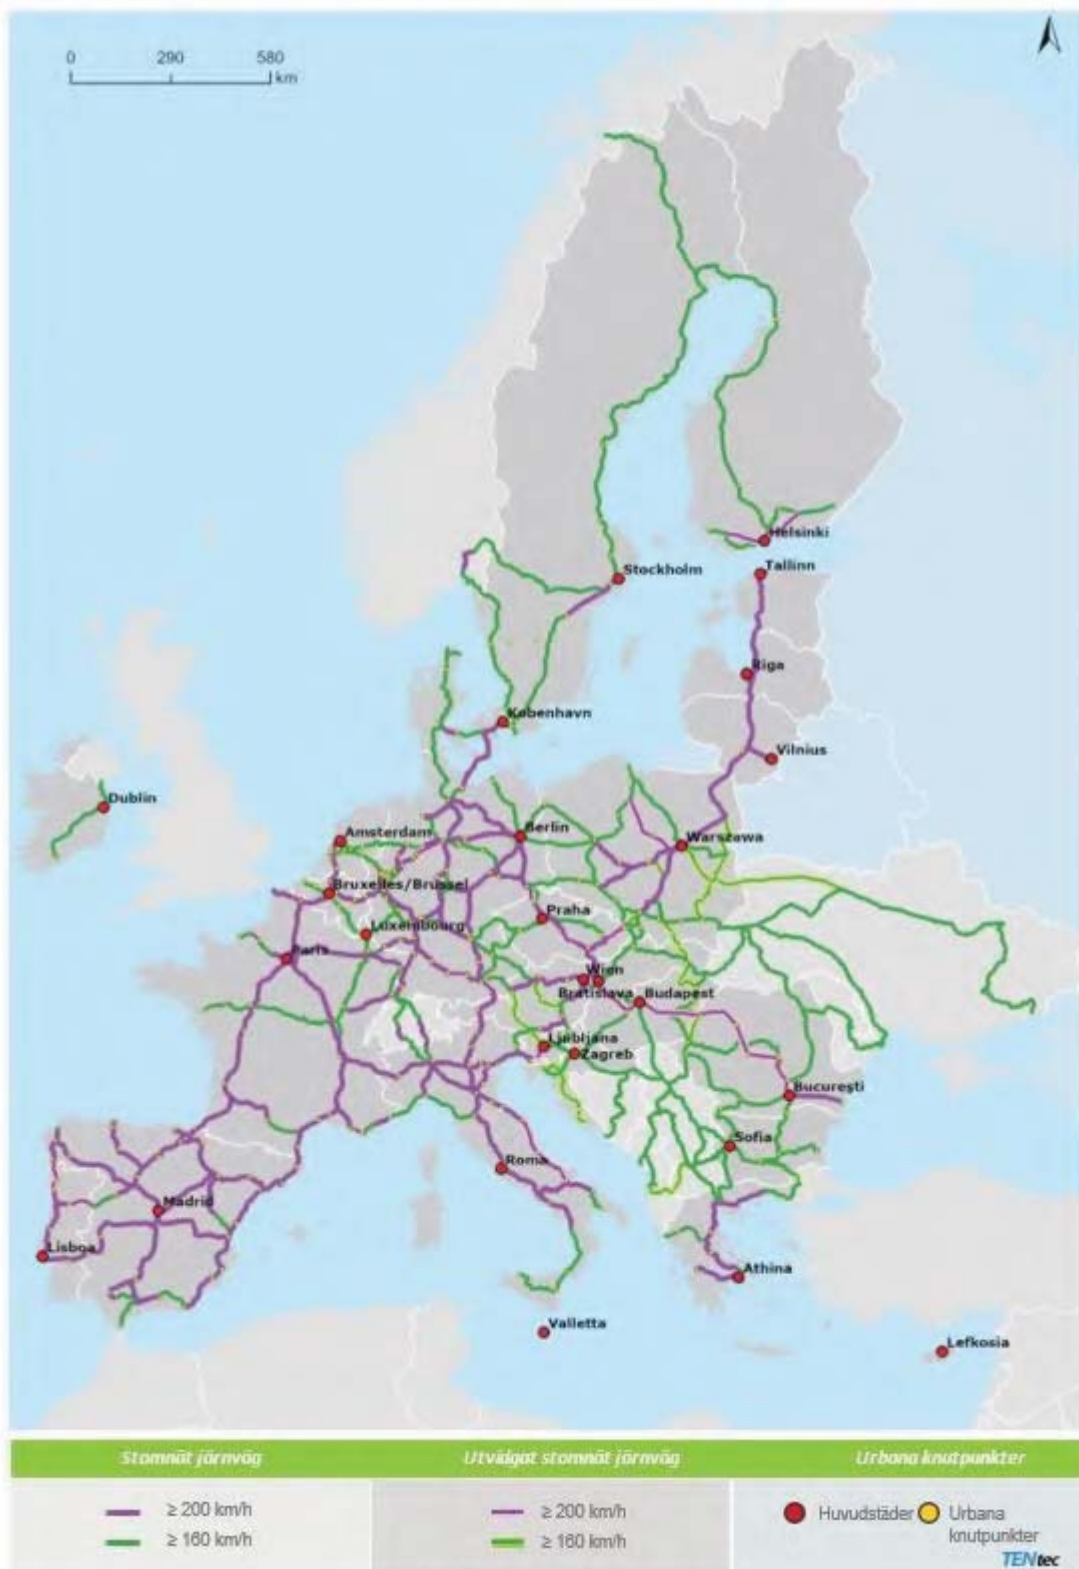 0 290 580
km
Helsinki
Stockholm
Tallinn
Riga
København
Vilnius
Dublin
Amsterdam
Berlin
Warszawa
Bruxelles/Brussel
Praha
Luxembourg
Paris
Wien
Bratislava
Budapest
Ljubljana
Zagreb
București
Sofia
Roma
Madrid
Lisboa
Athina
Valletta
Lefkosia
Stomnät järnväg
Utvidgat stomnät järnväg
Urbana knutpunkter
≥ 200 km/h
≥ 160 km/h
≥ 200 km/h
≥ 160 km/h
Huvudstäder
Urbana
knutpunkter
TENtec